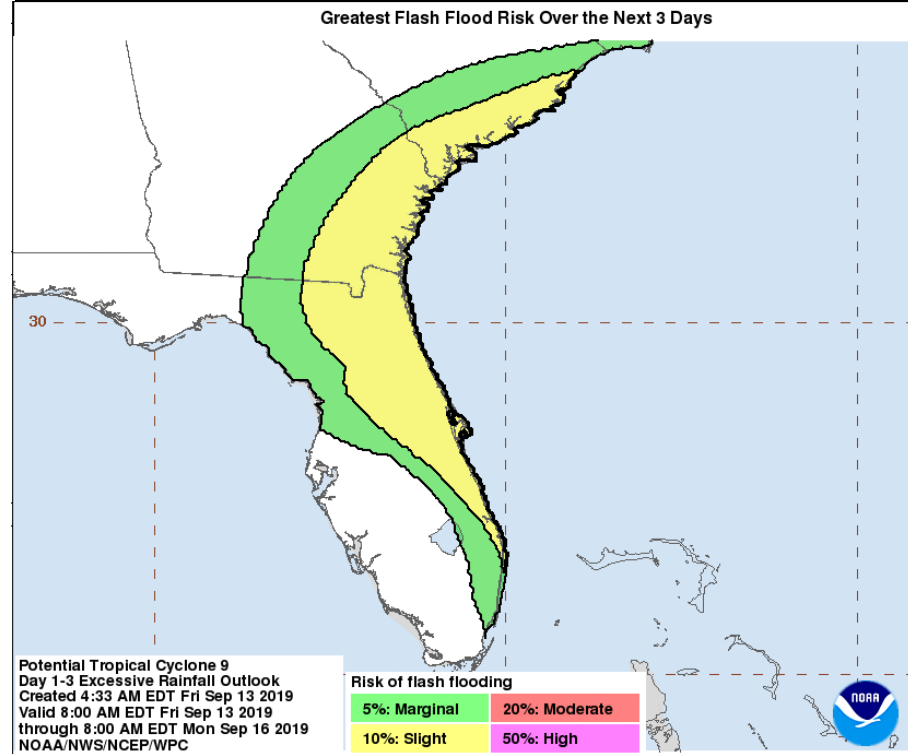 Greatest Flash Flood Risk Over the Next 3 Days
30
Potential Tropical Cyclone 9
Day 1-3 Excessive Rainfall Outlook
Created 4:33 AM EDT Fri Sep 13 2019
Valid 8:00 AM EDT Fri Sep 13 2019
through 8:00 AM EDT Mon Sep 16 2019
NOAA/NWS/NCEP/WPC
Risk of flash flooding
5%: Marginal
20%: Moderate
10%: Slight
50%: High
NOAA